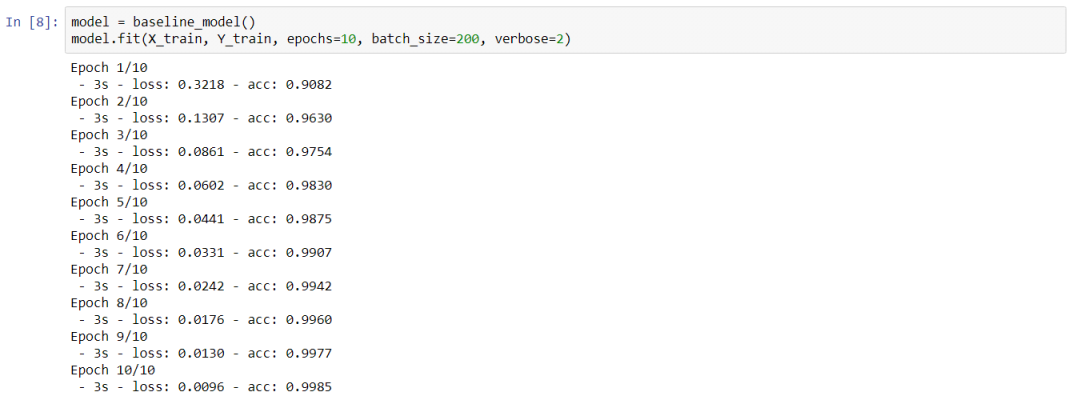 In [8]: model = baseline_model()
model.fit(X_train, Y_train, epochs=10, batch_size=200, verbose=2)
Epoch 1/10
- 3s - loss: 0.3218 - acc: 0.9082
Epoch 2/10
- 3s - loss: 0.1307 - acc: 0.9630
Epoch 3/10
- 3s - loss: 0.0861 - acc: 0.9754
Epoch 4/10
- 3s - loss: 0.0602 - acc: 0.9830
Epoch 5/10
- 3s - loss: 0.0441 - acc: 0.9875
Epoch 6/10
- 3s - loss: 0.0331 - acc: 0.9907
Epoch 7/10
- 3s - loss: 0.0242 - acc: 0.9942
Epoch 8/10
- 3s - loss: 0.0176 - acc: 0.9960
Epoch 9/10
- 3s - loss: 0.0130 - acc: 0.9977
Epoch 10/10
- 3s - loss: 0.0096 - acc: 0.9985